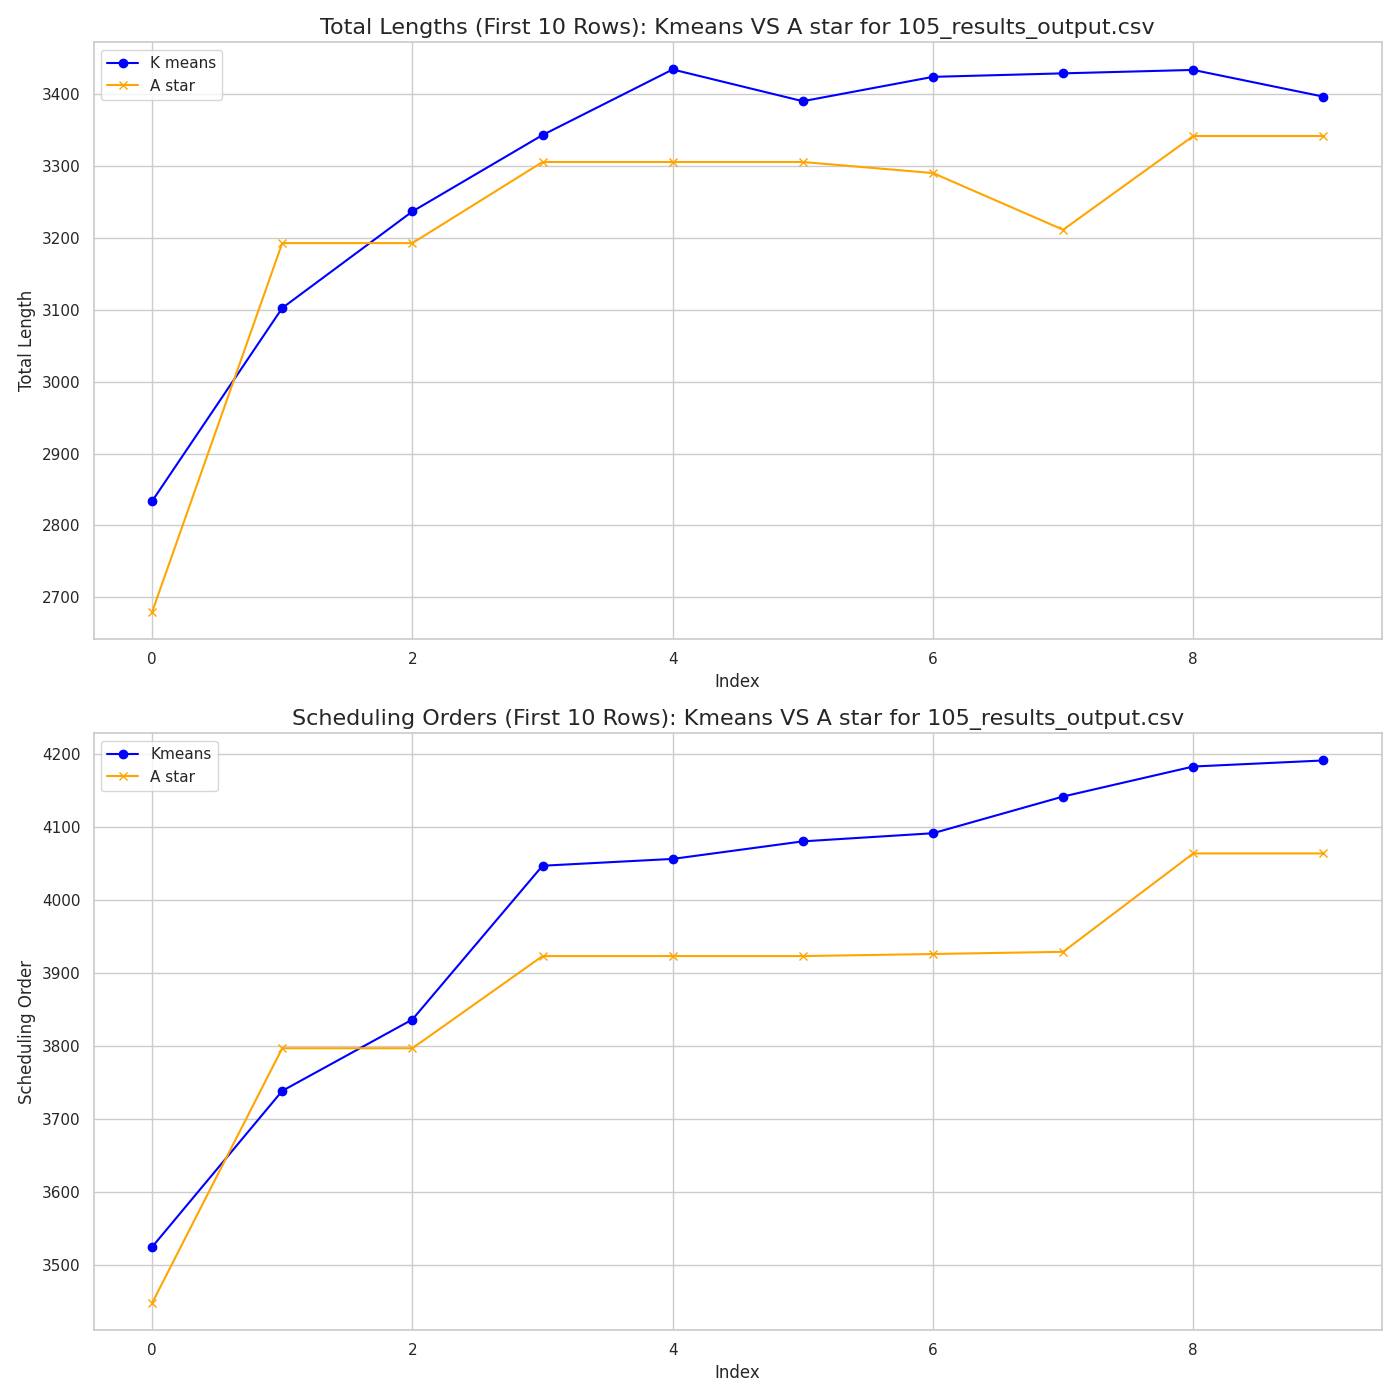 Total Lengths (First 10 Rows): Kmeans VS A star for 105_results_output.csv
K means
A star
3400
3300
3200
3100
3000
2900
2800
2700
Total Length
0 2 4 6 8
Index
Scheduling Orders (First 10 Rows): Kmeans VS A star for 105_results_output.csv
Kmeans
A star
4200
4100
4000
3900
3800
3700
3600
3500
Scheduling Order
0 2 4 6 8
Index